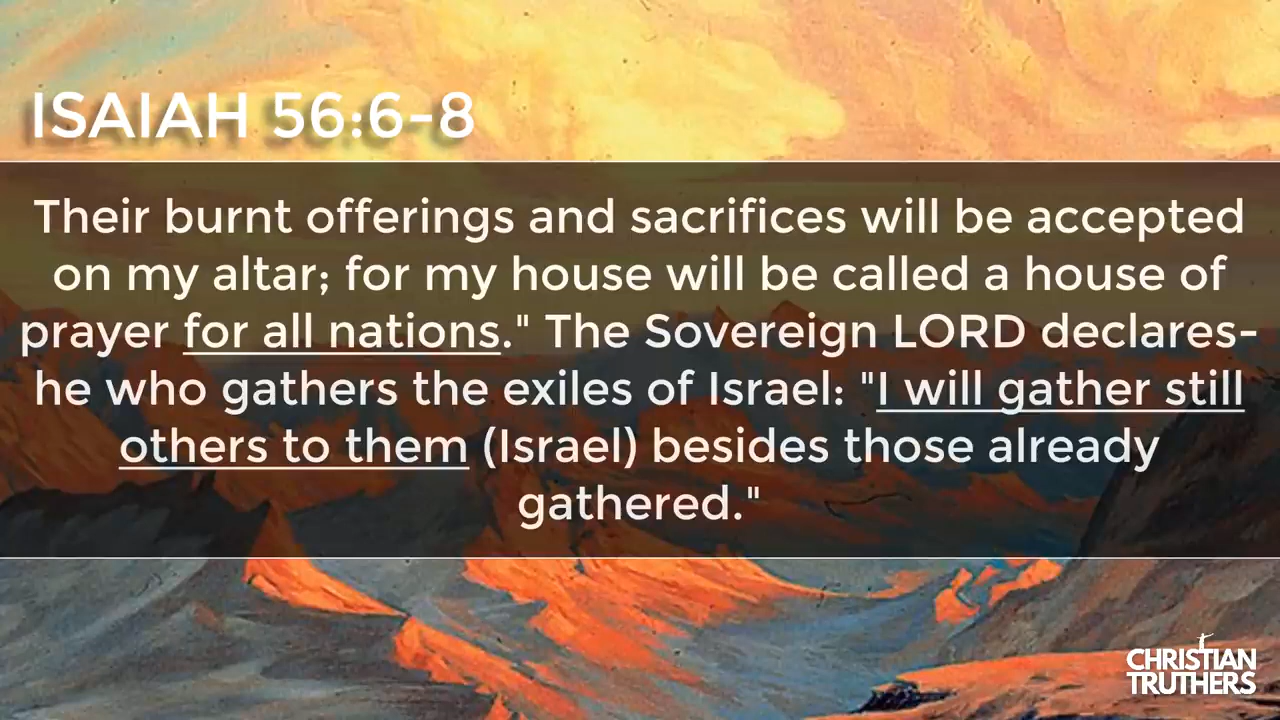 ISAIAH 56:6-8
Their burnt offerings and sacrifices will be accepted
on my altar; for my house will be called a house of
prayer for all nations." The Sovereign LORD declares-
he who gathers the exiles of Israel: "I will gather still
others to them (Israel) besides those already
gathered."
CHRISTIAN
TRUTHERS